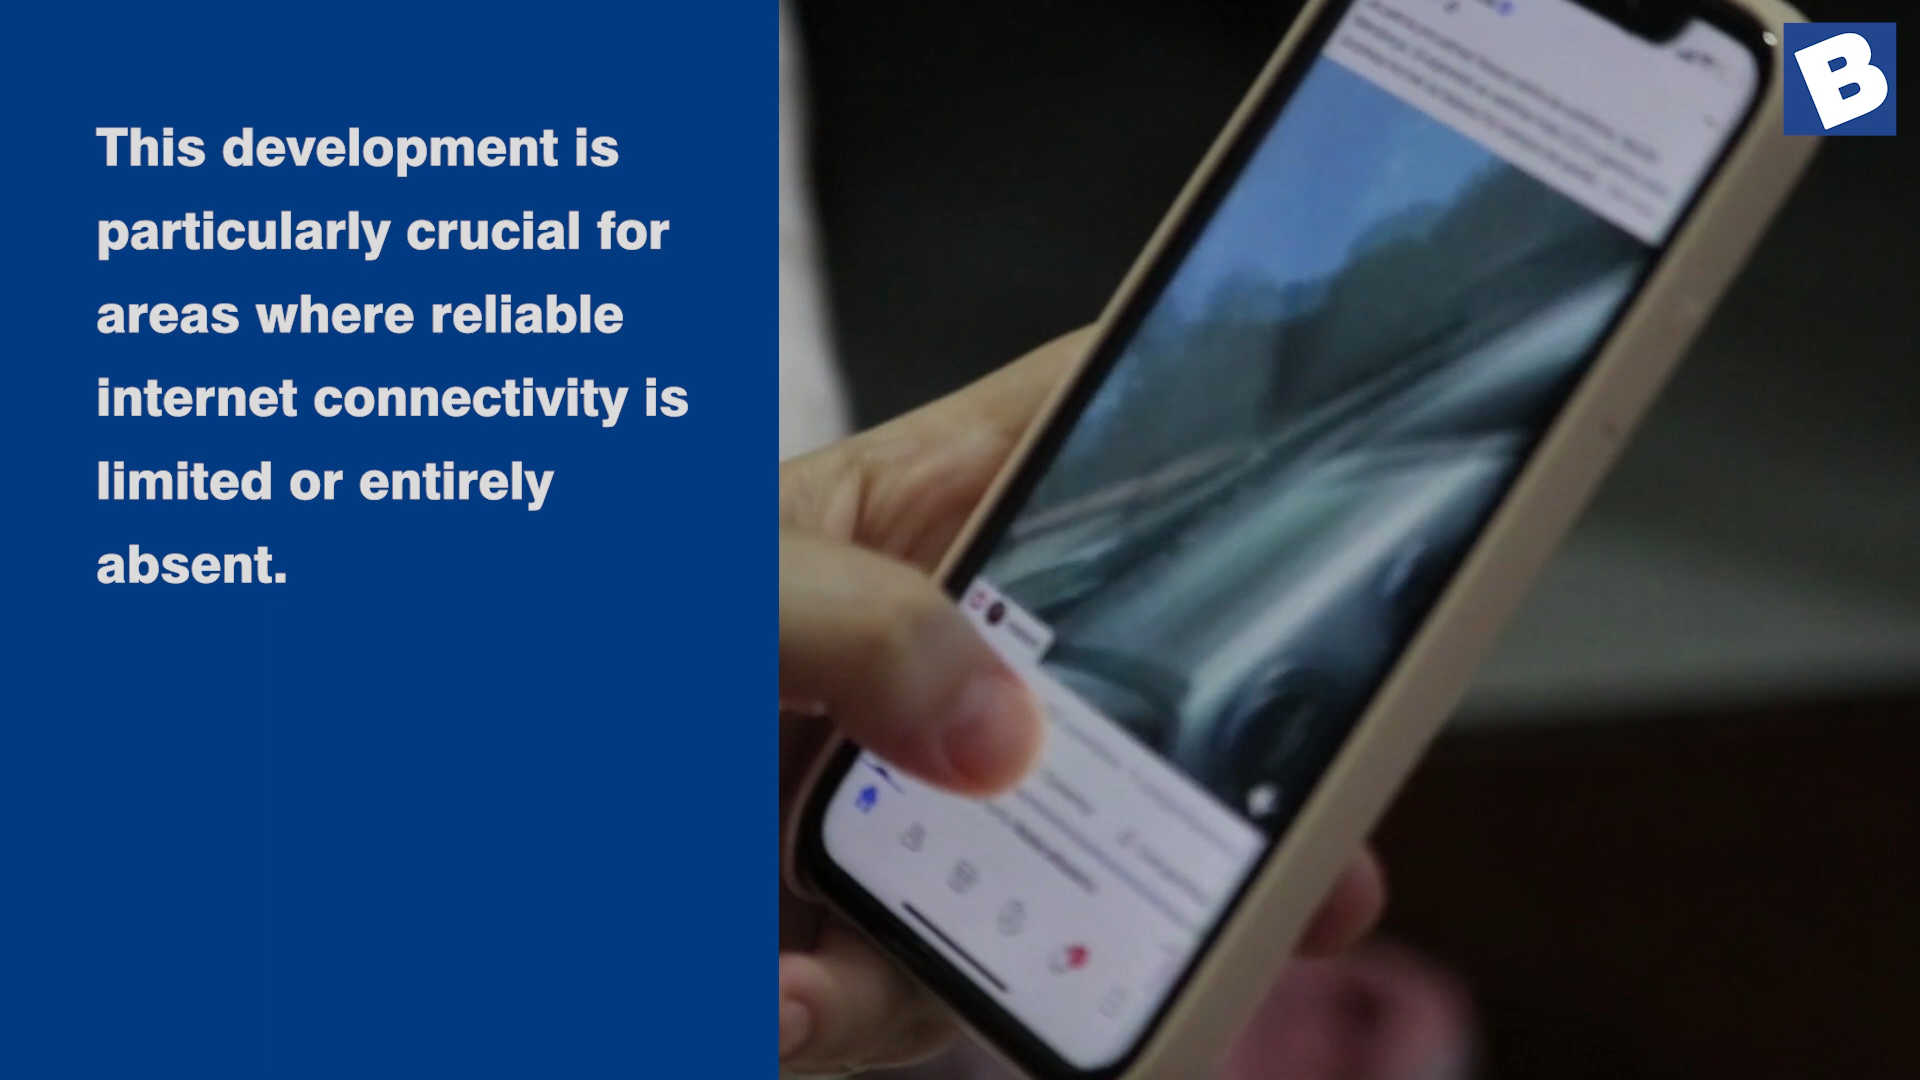 This development is
particularly crucial for
areas where reliable
internet connectivity is
limited or entirely
absent.
B